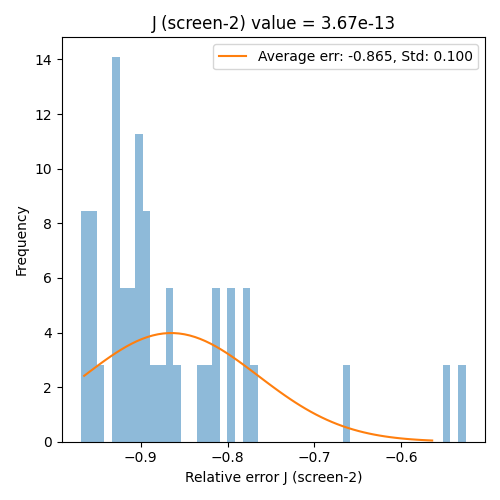 J (screen-2) value = 3.67e-13
Average err: -0.865, Std: 0.100
14
12
10
8
6
4
2
0
Frequency
−0.9 −0.8 −0.7 −0.6
Relative error J (screen-2)